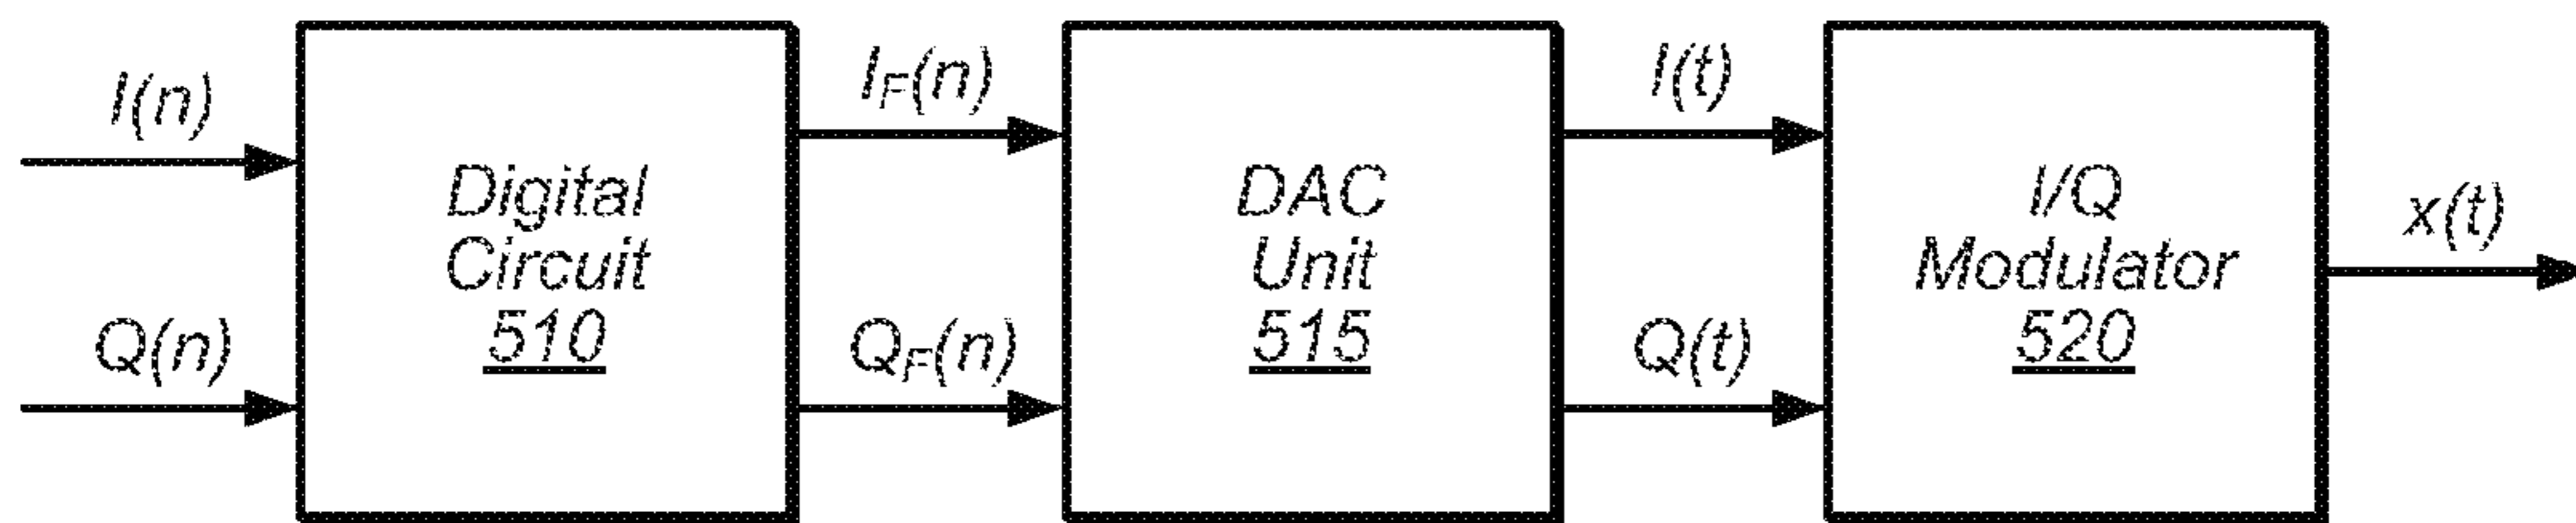 I(n)
Q(n)
Digital
Circuit
510
I_F(n)
Q_F(n)
DAC
Unit
515
I(t)
Q(t)
I/Q
Modulator
520
x(t)